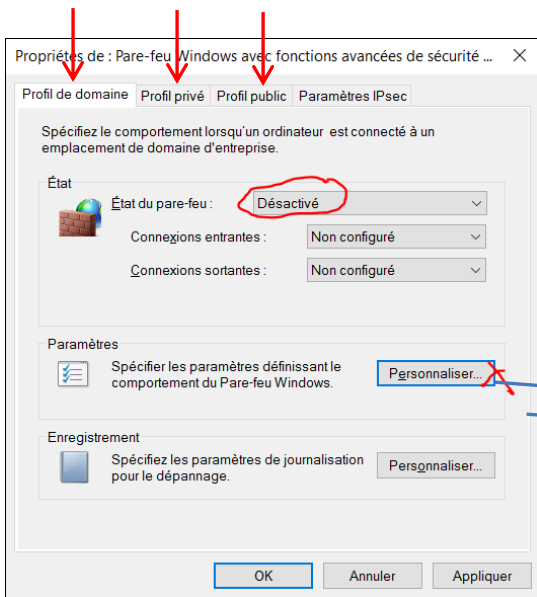 Propriétés de : Pare-feu Windows avec fonctions avancées de sécurité ...
Profil de domaine Profil privé Profil public Paramètres IPsec
Spécifiez le comportement lorsqu'un ordinateur est connecté à un
emplacement de domaine d'entreprise.
État
État du pare-feu : Désactivé
Connexions entrantes : Non configuré
Connexions sortantes : Non configuré
Paramètres
Spécifier les paramètres définissant le
comportement du Pare-feu Windows.
Personnaliser...
Enregistrement
Spécifiez les paramètres de journalisation
pour le dépannage.
Personnaliser...
OK Annuler Appliquer